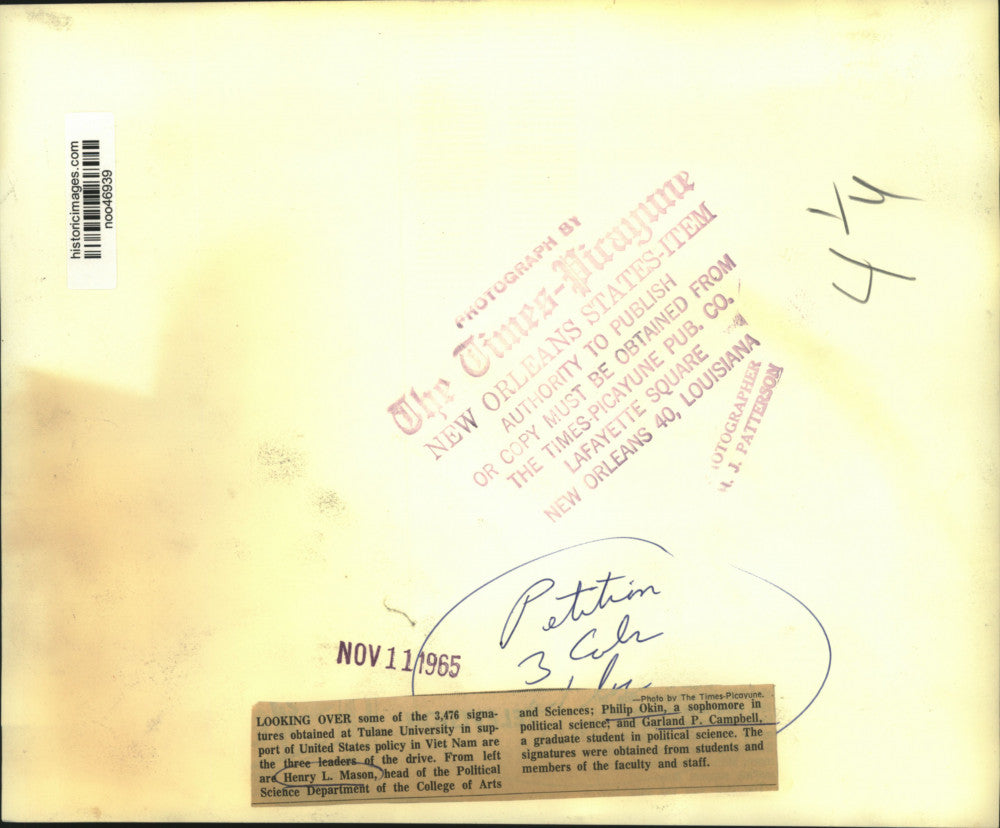 historicimages.com
noo46939
4 1/4
PHOTOGRAPH BY
The Times-Picayune
NEW ORLEANS STATES-ITEM
AUTHORITY TO PUBLISH
OR COPY MUST BE OBTAINED FROM
THE TIMES-PICAYUNE PUB. CO.
LAFAYETTE SQUARE
NEW ORLEANS 40, LOUISIANA
OTOGRAPHER
J. PATTERSON
Petition
3 Cols
NOV 11 1965
—Photo by The Times-Picayune.
LOOKING OVER some of the 3,476 signa-
tures obtained at Tulane University in sup-
port of United States policy in Viet Nam are
the three leaders of the drive. From left
are Henry L. Mason, head of the Political
Science Department of the College of Arts
and Sciences; Philip Okin, a sophomore in
political science; and Garland P. Campbell,
a graduate student in political science. The
signatures were obtained from students and
members of the faculty and staff.